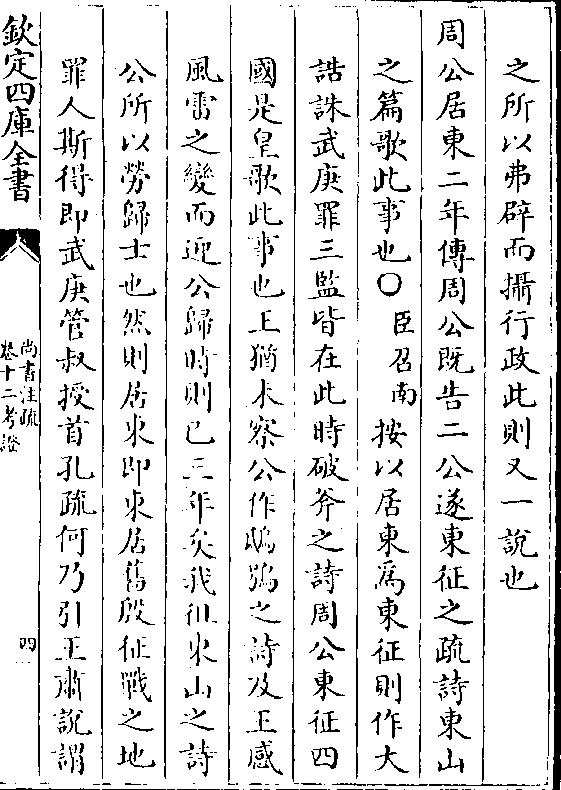 之所以弗辟而攝行政此則又一說也
周公居東二年傳周公既告二公遂東征之疏詩東山
之篇歌此事也○臣召南按以居東為東征則作大
誥誅武庚罪三監皆在此時破斧之詩周公東征四
國是皇歌此事也王猶未察公作鴟鴞之詩及王感
風雷之變而迎公歸時則已三年矣我徂東山之詩
公所以勞歸士也然則居東即東居舊殷征戰之地
罪人斯得即武庚管叔授首孔疏何乃引王肅說謂
欽定四庫全書
尚書注疏
卷十二考證
四